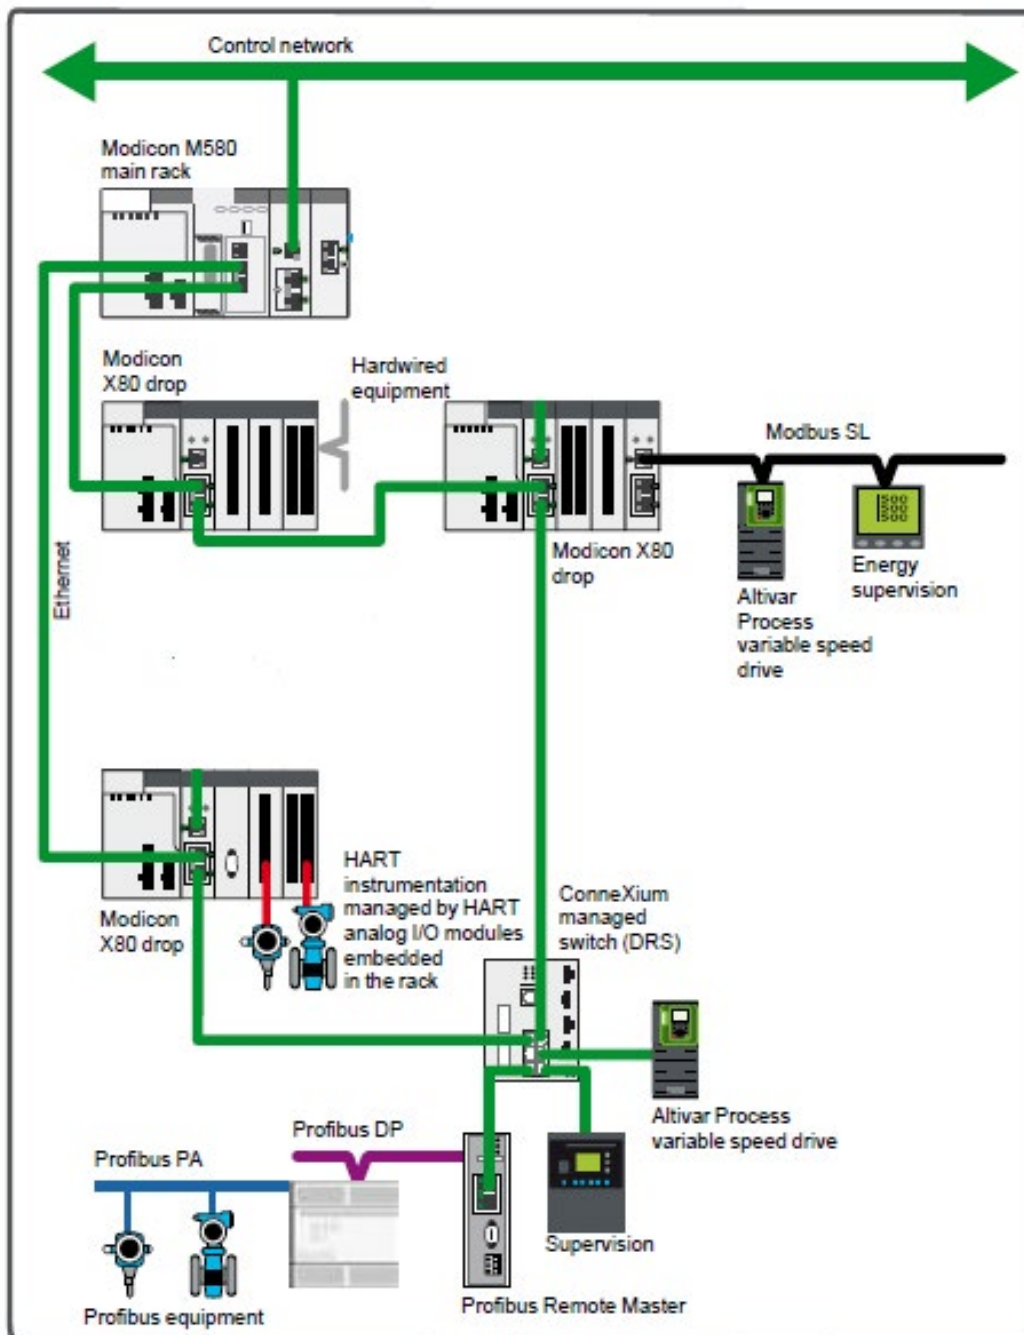 Control network
Modicon M580
main rack
Modicon
X80 drop
Hardwired
equipment
Modbus SL
Modicon X80
drop
Altivar
Process
variable speed
drive
Energy
supervision
Ethernet
Modicon
X80 drop
HART
instrumentation
managed by HART
analog I/O modules
embedded
in the rack
ConneXium
managed
switch (DRS)
Altivar Process
variable speed drive
Profibus DP
Profibus PA
Supervision
Profibus equipment
Profibus Remote Master